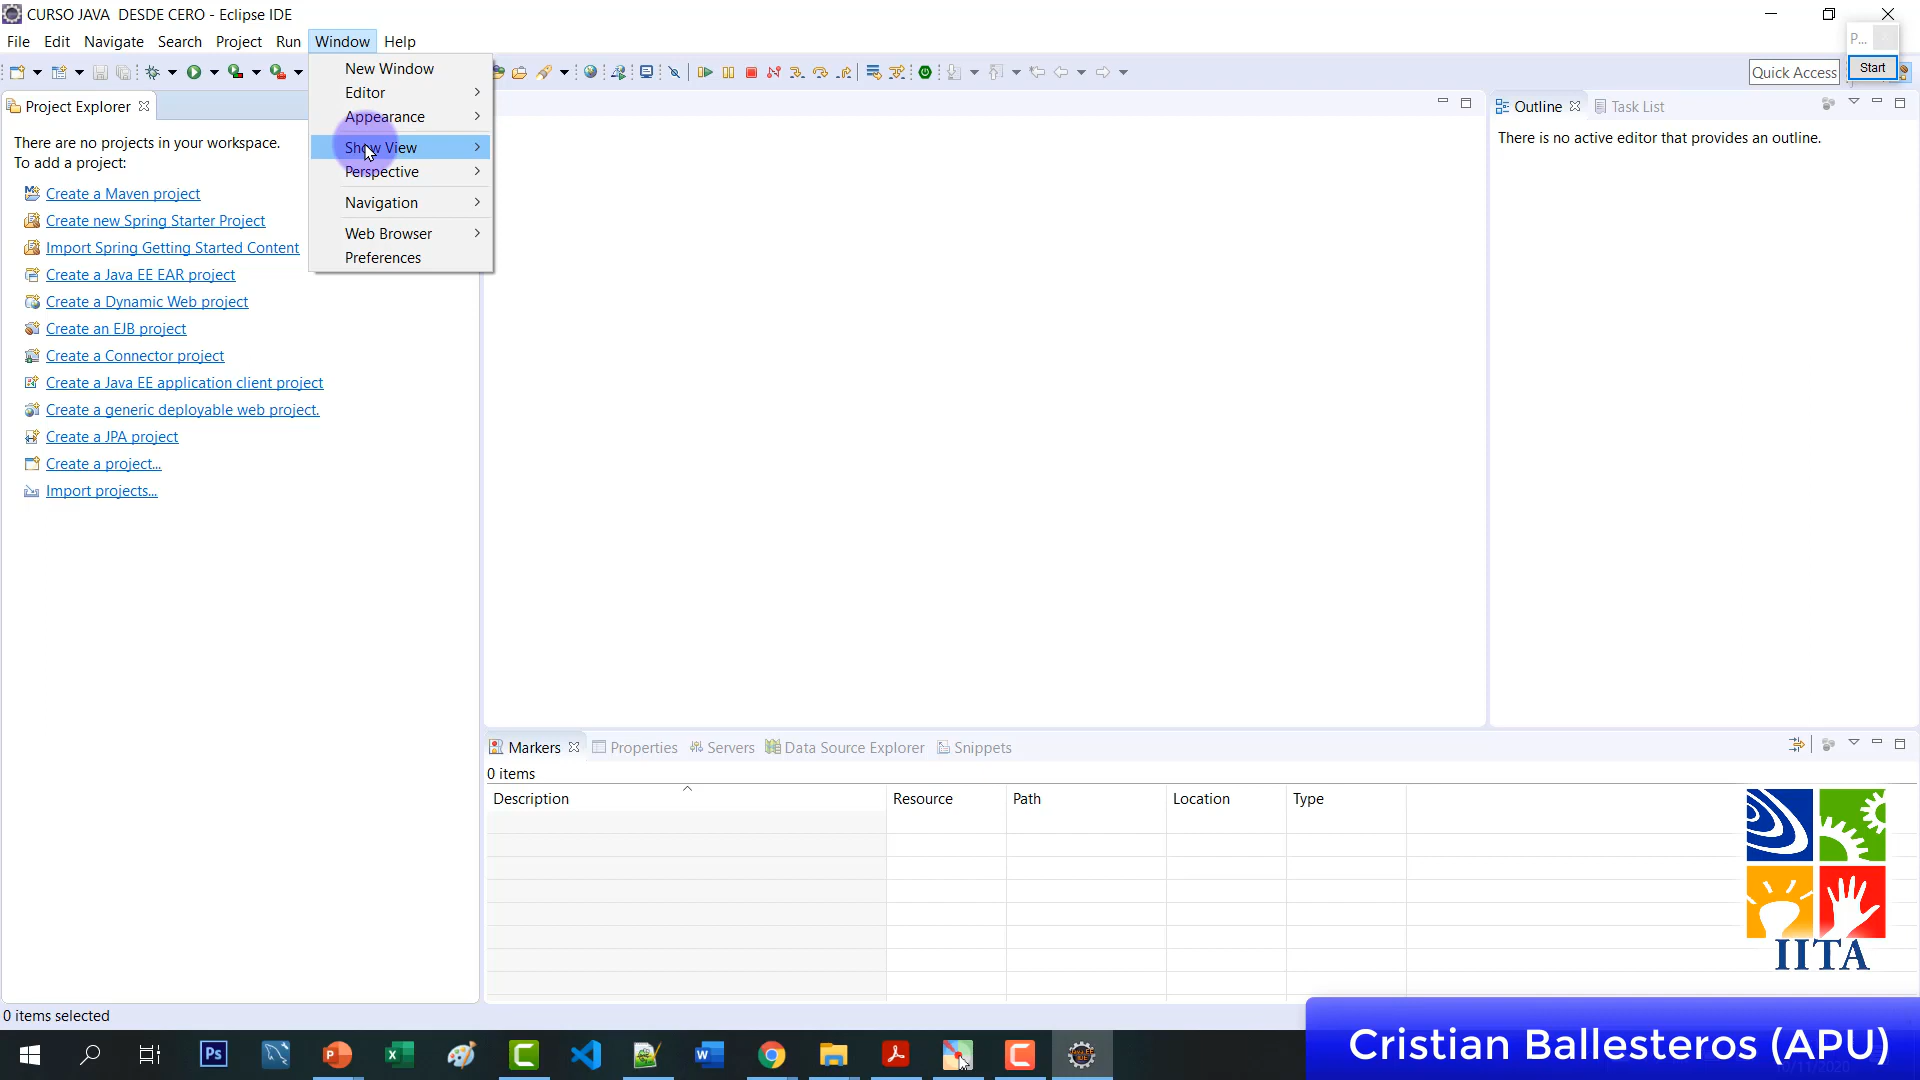 CURSO JAVA  DESDE CERO - Eclipse IDE
File Edit Navigate Search Project Run Window Help
P...
Start
Quick Access
New Window
Editor
Appearance
Show View
Perspective
Navigation
Web Browser
Preferences
Project Explorer
There are no projects in your workspace.
To add a project:
Create a Maven project
Create new Spring Starter Project
Import Spring Getting Started Content
Create a Java EE EAR project
Create a Dynamic Web project
Create an EJB project
Create a Connector project
Create a Java EE application client project
Create a generic deployable web project.
Create a JPA project
Create a project...
Import projects...
Outline Task List
There is no active editor that provides an outline.
Markers Properties Servers Data Source Explorer Snippets
0 items
Description Resource Path Location Type
IITA
0 items selected
Ps
Cristian Ballesteros (APU)